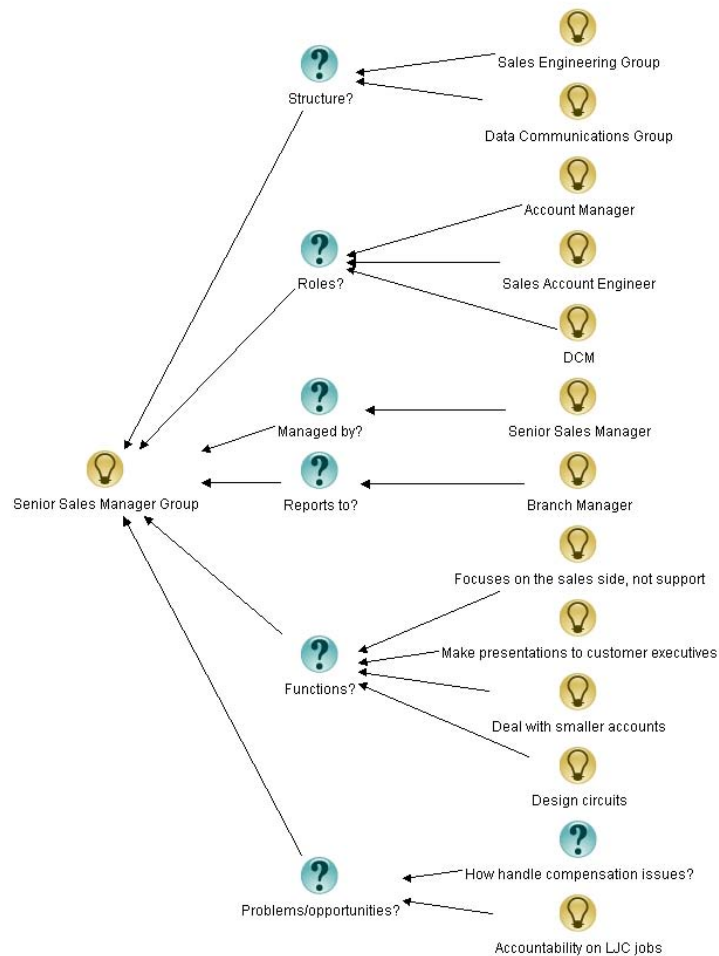 Sales Engineering Group
Structure?
Data Communications Group
Account Manager
Roles?
Sales Account Engineer
DCM
Managed by?
Senior Sales Manager
Senior Sales Manager Group
Reports to?
Branch Manager
Focuses on the sales side, not support
Make presentations to customer executives
Functions?
Deal with smaller accounts
Design circuits
How handle compensation issues?
Problems/opportunities?
Accountability on LJC jobs